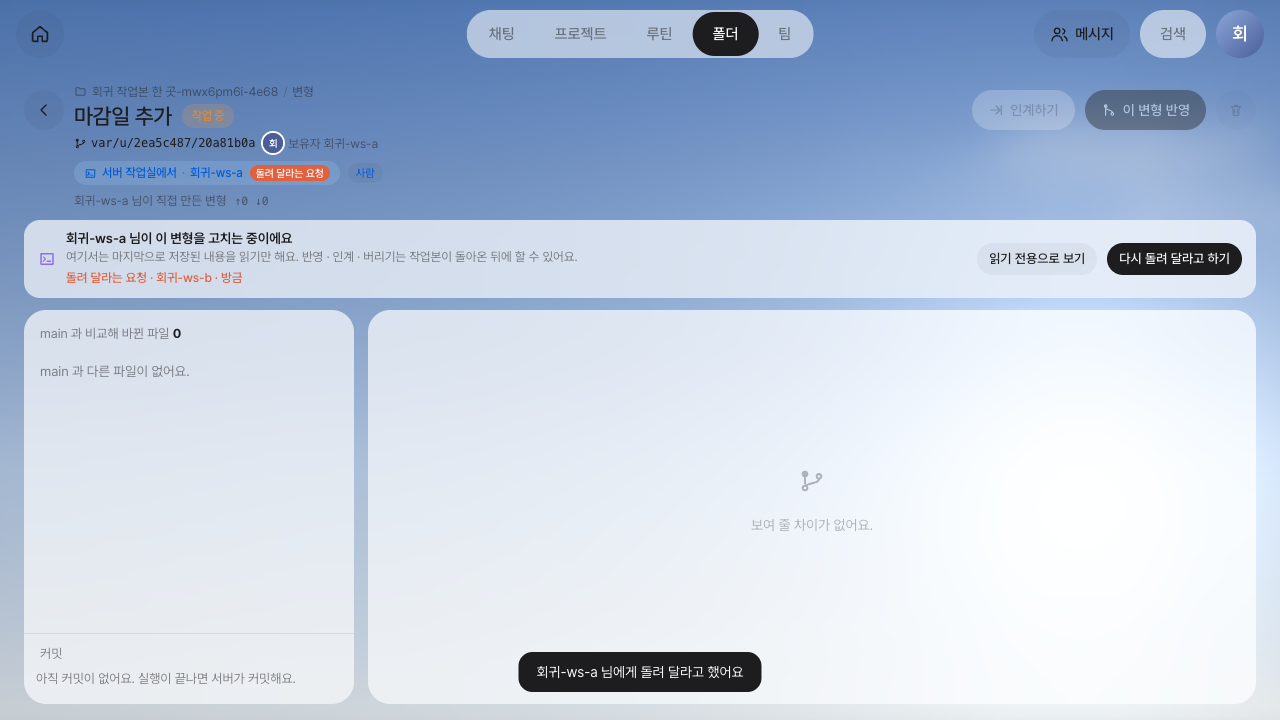 채팅 프로젝트 루틴 폴더 팀 메시지 검색 회
회귀 작업본 한 곳-mwx6pm6i-4e68 / 변형
마감일 추가 작업 중
인계하기 이 변형 반영
var/u/2ea5c487/20a81b0a 회 보유자 회귀-ws-a
서버 작업실에서 · 회귀-ws-a 돌려 달라는 요청 사람
회귀-ws-a 님이 직접 만든 변형 ↑0 ↓0
회귀-ws-a 님이 이 변형을 고치는 중이에요
여기서는 마지막으로 저장된 내용을 읽기만 해요. 반영 · 인계 · 버리기는 작업본이 돌아온 뒤에 할 수 있어요.
돌려 달라는 요청 · 회귀-ws-b · 방금
읽기 전용으로 보기 다시 돌려 달라고 하기
main 과 비교해 바뀐 파일 0
main 과 다른 파일이 없어요.
보여 줄 차이가 없어요.
커밋
아직 커밋이 없어요. 실행이 끝나면 서버가 커밋해요.
회귀-ws-a 님에게 돌려 달라고 했어요